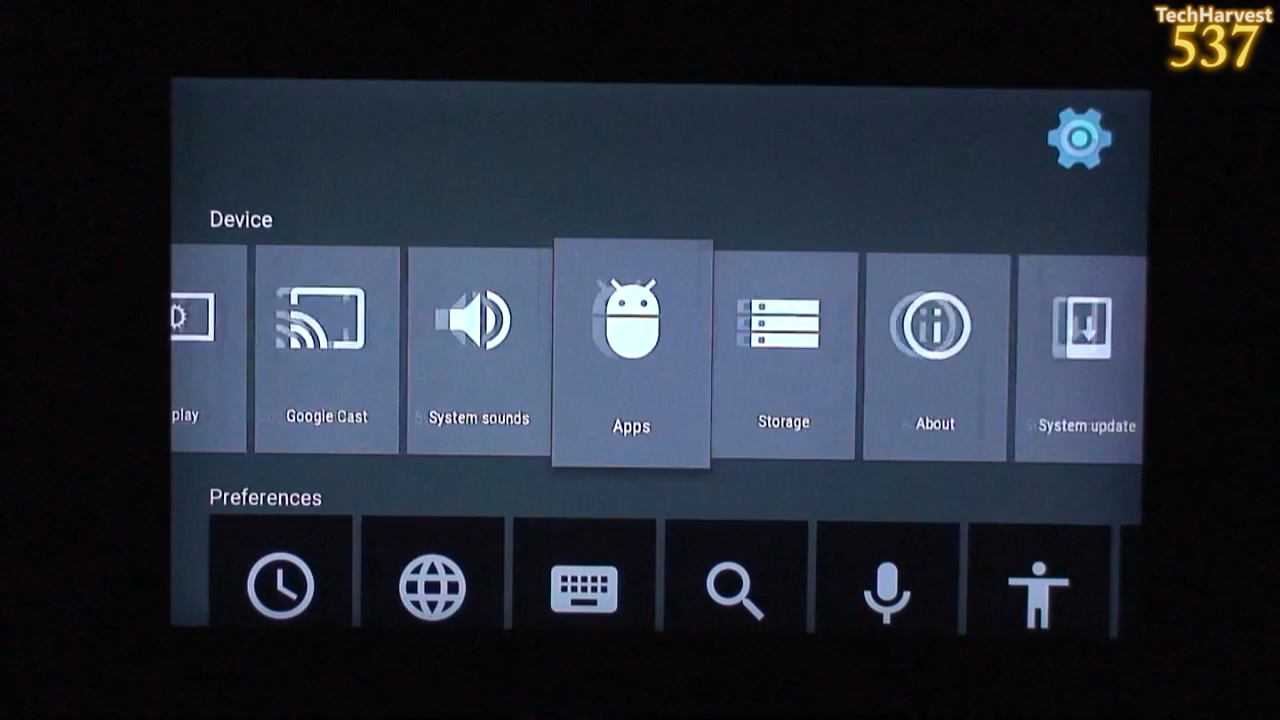 TechHarvest
537
Device
play
Google Cast
System sounds
Apps
Storage
About
System update
Preferences